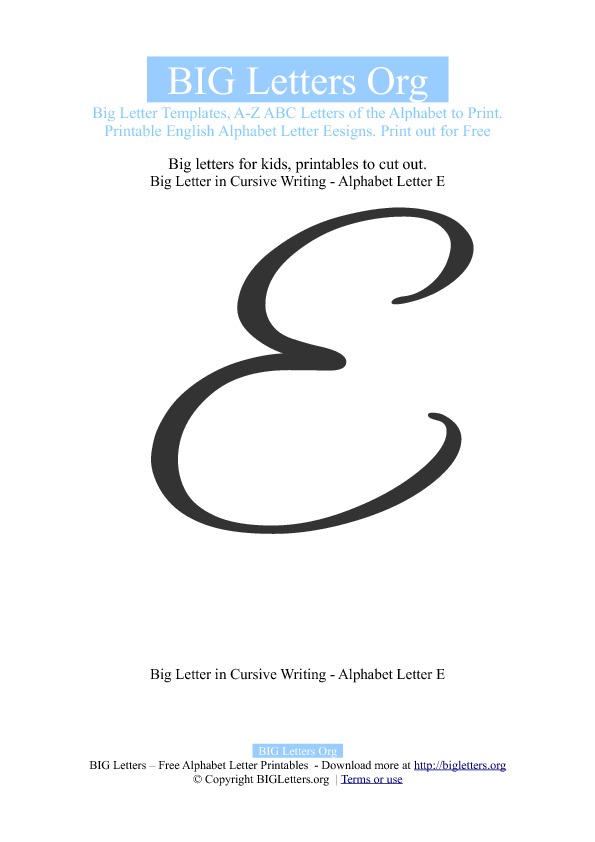 BIG Letters Org
Big Letter Templates, A-Z ABC Letters of the Alphabet to Print.
Printable English Alphabet Letter Eesigns. Print out for Free
Big letters for kids, printables to cut out.
Big Letter in Cursive Writing - Alphabet Letter E
E
Big Letter in Cursive Writing - Alphabet Letter E
BIG Letters Org
BIG Letters – Free Alphabet Letter Printables - Download more at http://bigletters.org
© Copyright BIGLetters.org | Terms or use